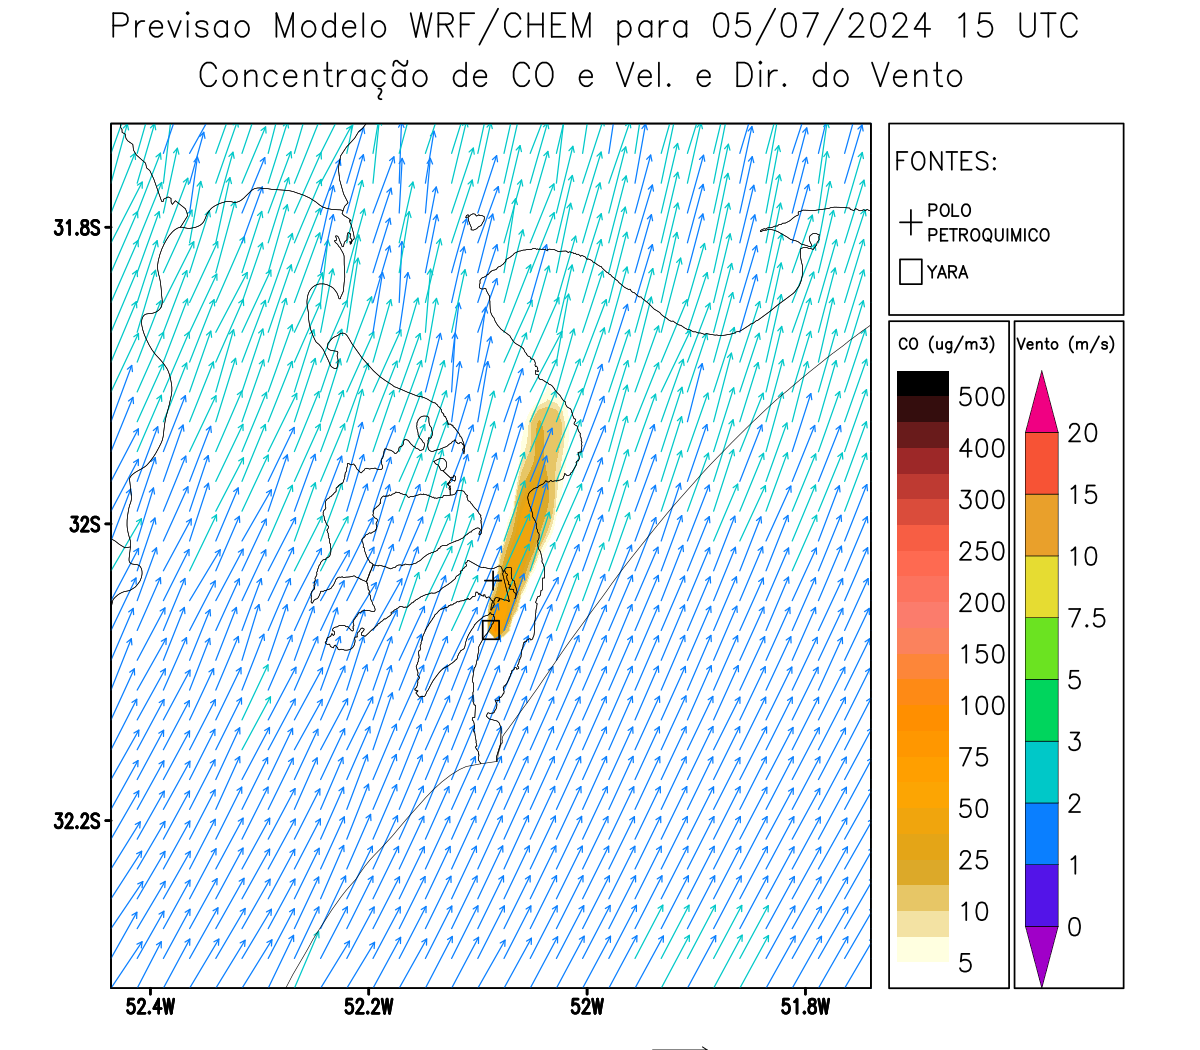 Previsao Modelo WRF/CHEM para 05/07/2024 15 UTC
Concentração de CO e Vel. e Dir. do Vento
FONTES:
POLO
PETROQUIMICO
YARA
CO (ug/m3)
500
400
300
250
200
150
100
75
50
25
10
5
Vento (m/s)
20
15
10
7.5
5
3
2
1
0
31.8S
32S
32.2S
52.4W
52.2W
52W
51.8W